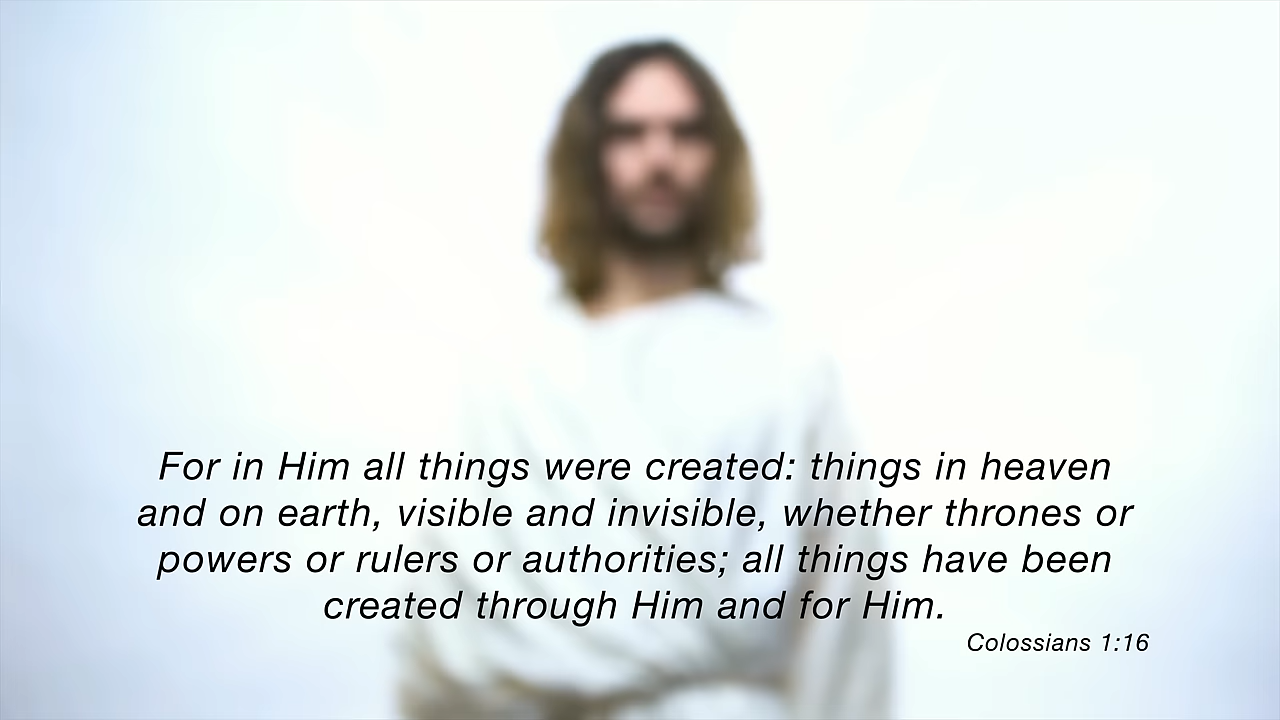 For in Him all things were created: things in heaven
and on earth, visible and invisible, whether thrones or
powers or rulers or authorities; all things have been
created through Him and for Him.
Colossians 1:16